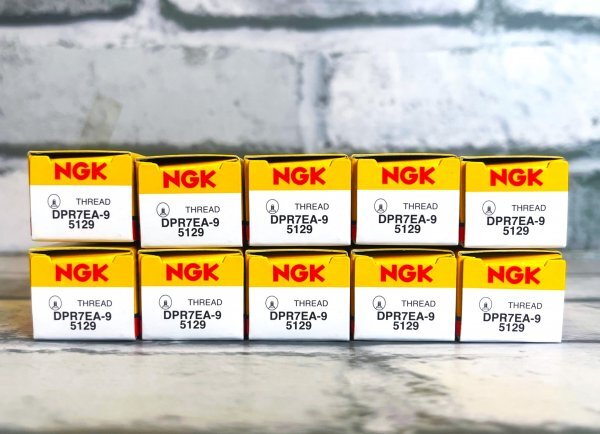 NGK
THREAD
DPR7EA-9
5129
NGK
THREAD
DPR7EA-9
5129
NGK
THREAD
DPR7EA-9
5129
NGK
THREAD
DPR7EA-9
5129
NGK
THREAD
DPR7EA-9
5129
NGK
THREAD
DPR7EA-9
5129
NGK
THREAD
DPR7EA-9
5129
NGK
THREAD
DPR7EA-9
5129
NGK
THREAD
DPR7EA-9
5129
NGK
THREAD
DPR7EA-9
5129